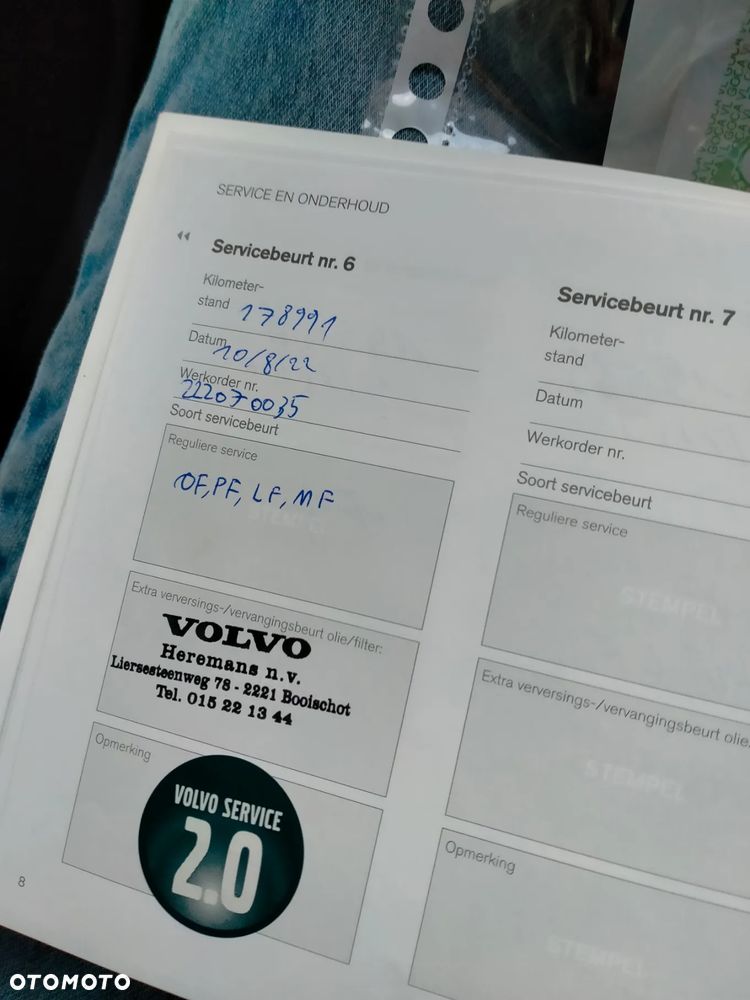 SERVICE EN ONDERHOUD
Servicebeurt nr. 6
Kilometer-
stand 178991
Datum 10/8/22
Werkorder nr.
222070035
Soort servicebeurt
Reguliere service
OF, PF, LF, MF
Extra verversings-/vervangingsbeurt olie/filter:
VOLVO
Heremans n.v.
Liersesteenweg 78 - 2221 Booischot
Tel. 015 22 13 44
Opmerking
VOLVO SERVICE
2.0
8
Servicebeurt nr. 7
Kilometer-
stand
Datum
Werkorder nr.
Soort servicebeurt
Reguliere service
STEMPEL
Extra verversings-/vervangingsbeurt olie/
STEMPEL
Opmerking
STEMPEL
OTOMOTO